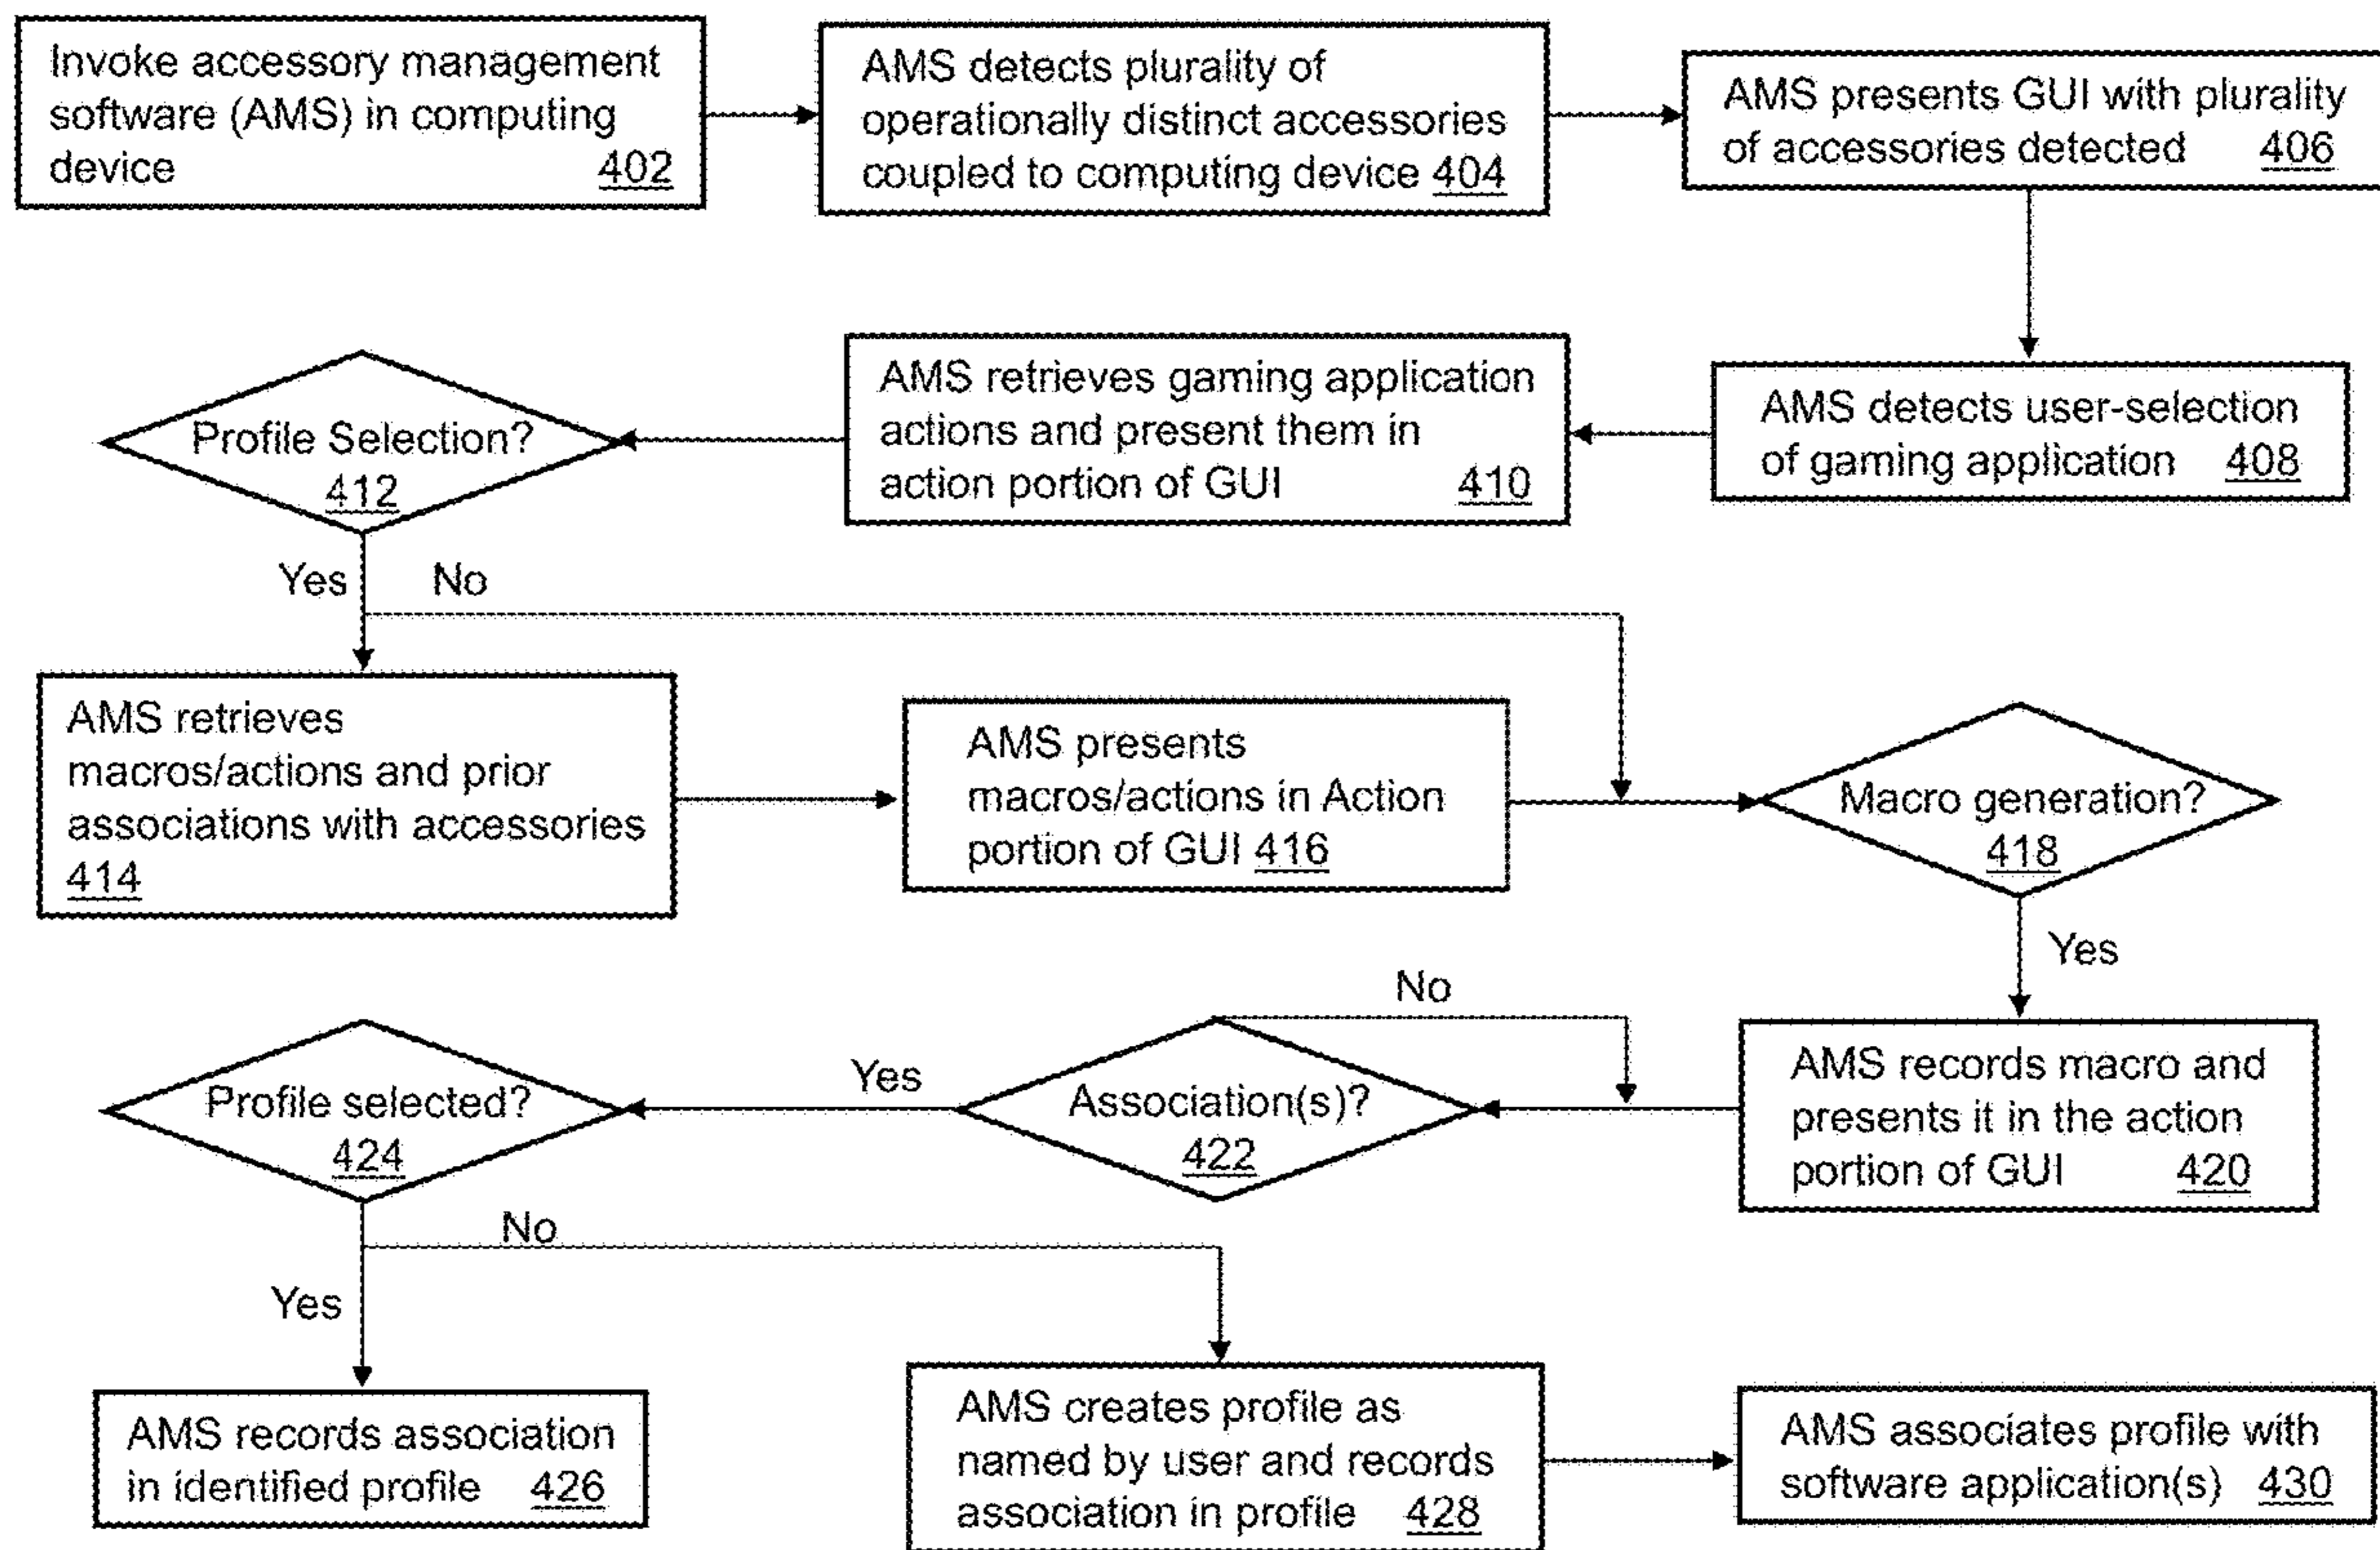 Invoke accessory management
software (AMS) in computing
device 402
AMS detects plurality of
operationally distinct accessories
coupled to computing device 404
AMS presents GUI with plurality
of accessories detected 406
AMS detects user-selection
of gaming application 408
AMS retrieves gaming application
actions and present them in
action portion of GUI 410
Profile Selection?
412
Yes No
AMS retrieves
macros/actions and prior
associations with accessories
414
AMS presents
macros/actions in Action
portion of GUI 416
Macro generation?
418
Yes
AMS records macro and
presents it in the action
portion of GUI 420
No
Association(s)?
422
Yes
Profile selected?
424
No
Yes
AMS records association
in identified profile 426
AMS creates profile as
named by user and records
association in profile 428
AMS associates profile with
software application(s) 430